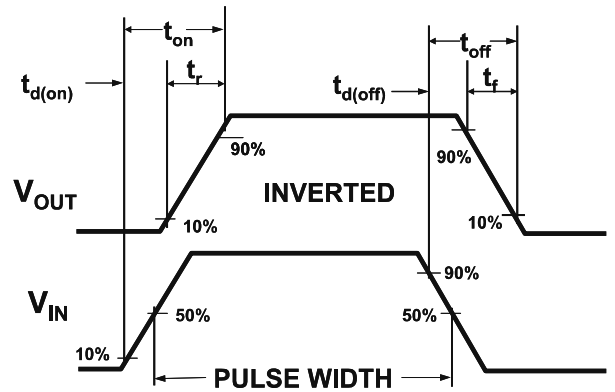 t_on t_off
t_d(on) t_r t_d(off) t_f
90% 90%
V_OUT INVERTED
10% 10%
90%
V_IN 50% 50%
10%
PULSE WIDTH